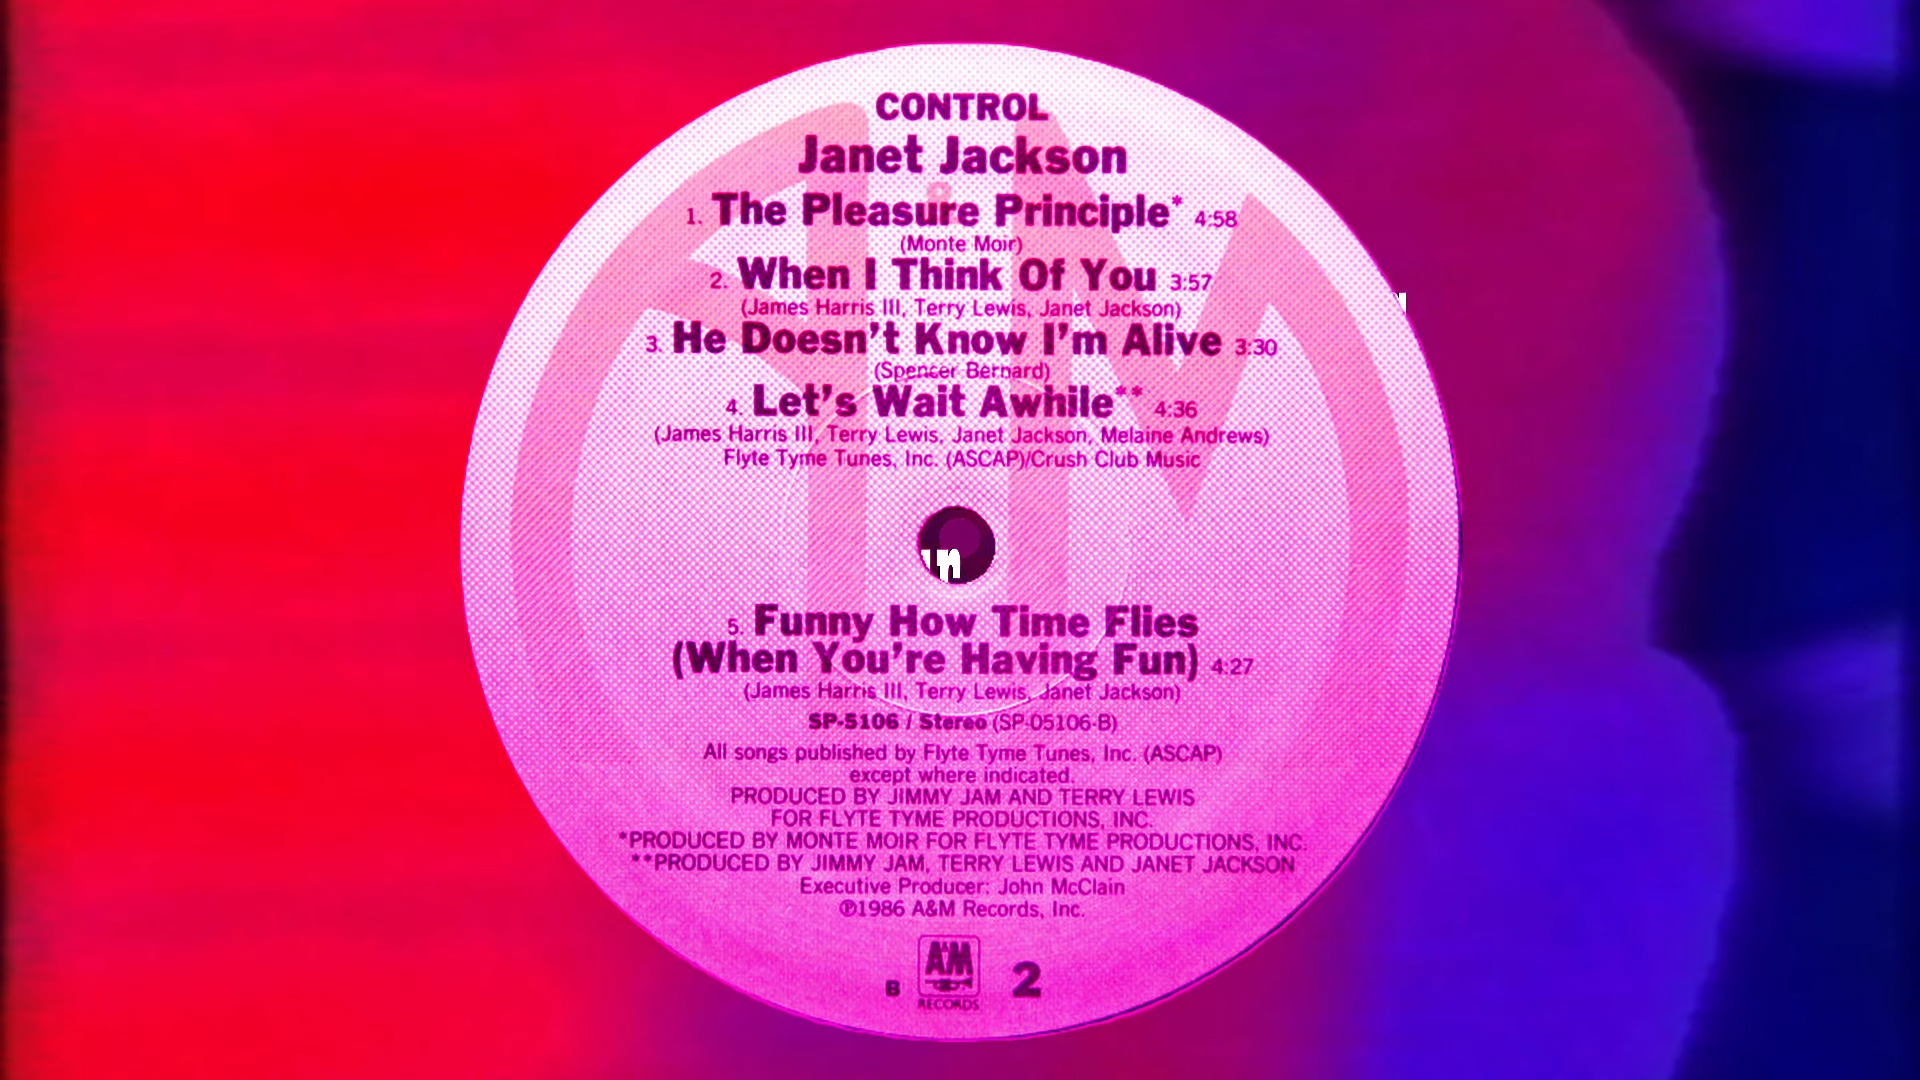 CONTROL
Janet Jackson
1. The Pleasure Principle* 4:58
(Monte Moir)
2. When I Think Of You 3:57
(James Harris III, Terry Lewis, Janet Jackson)
3. He Doesn't Know I'm Alive 3:30
(Spencer Bernard)
4. Let's Wait Awhile** 4:36
(James Harris III, Terry Lewis, Janet Jackson, Melaine Andrews)
Flyte Tyme Tunes, Inc. (ASCAP)/Crush Club Music
5. Funny How Time Flies
(When You're Having Fun) 4:27
(James Harris III, Terry Lewis, Janet Jackson)
SP-5106 / Stereo (SP-05106-B)
All songs published by Flyte Tyme Tunes, Inc. (ASCAP)
except where indicated.
PRODUCED BY JIMMY JAM AND TERRY LEWIS
FOR FLYTE TYME PRODUCTIONS, INC.
*PRODUCED BY MONTE MOIR FOR FLYTE TYME PRODUCTIONS, INC.
**PRODUCED BY JIMMY JAM, TERRY LEWIS AND JANET JACKSON
Executive Producer: John McClain
℗1986 A&M Records, Inc.
B A&M RECORDS 2